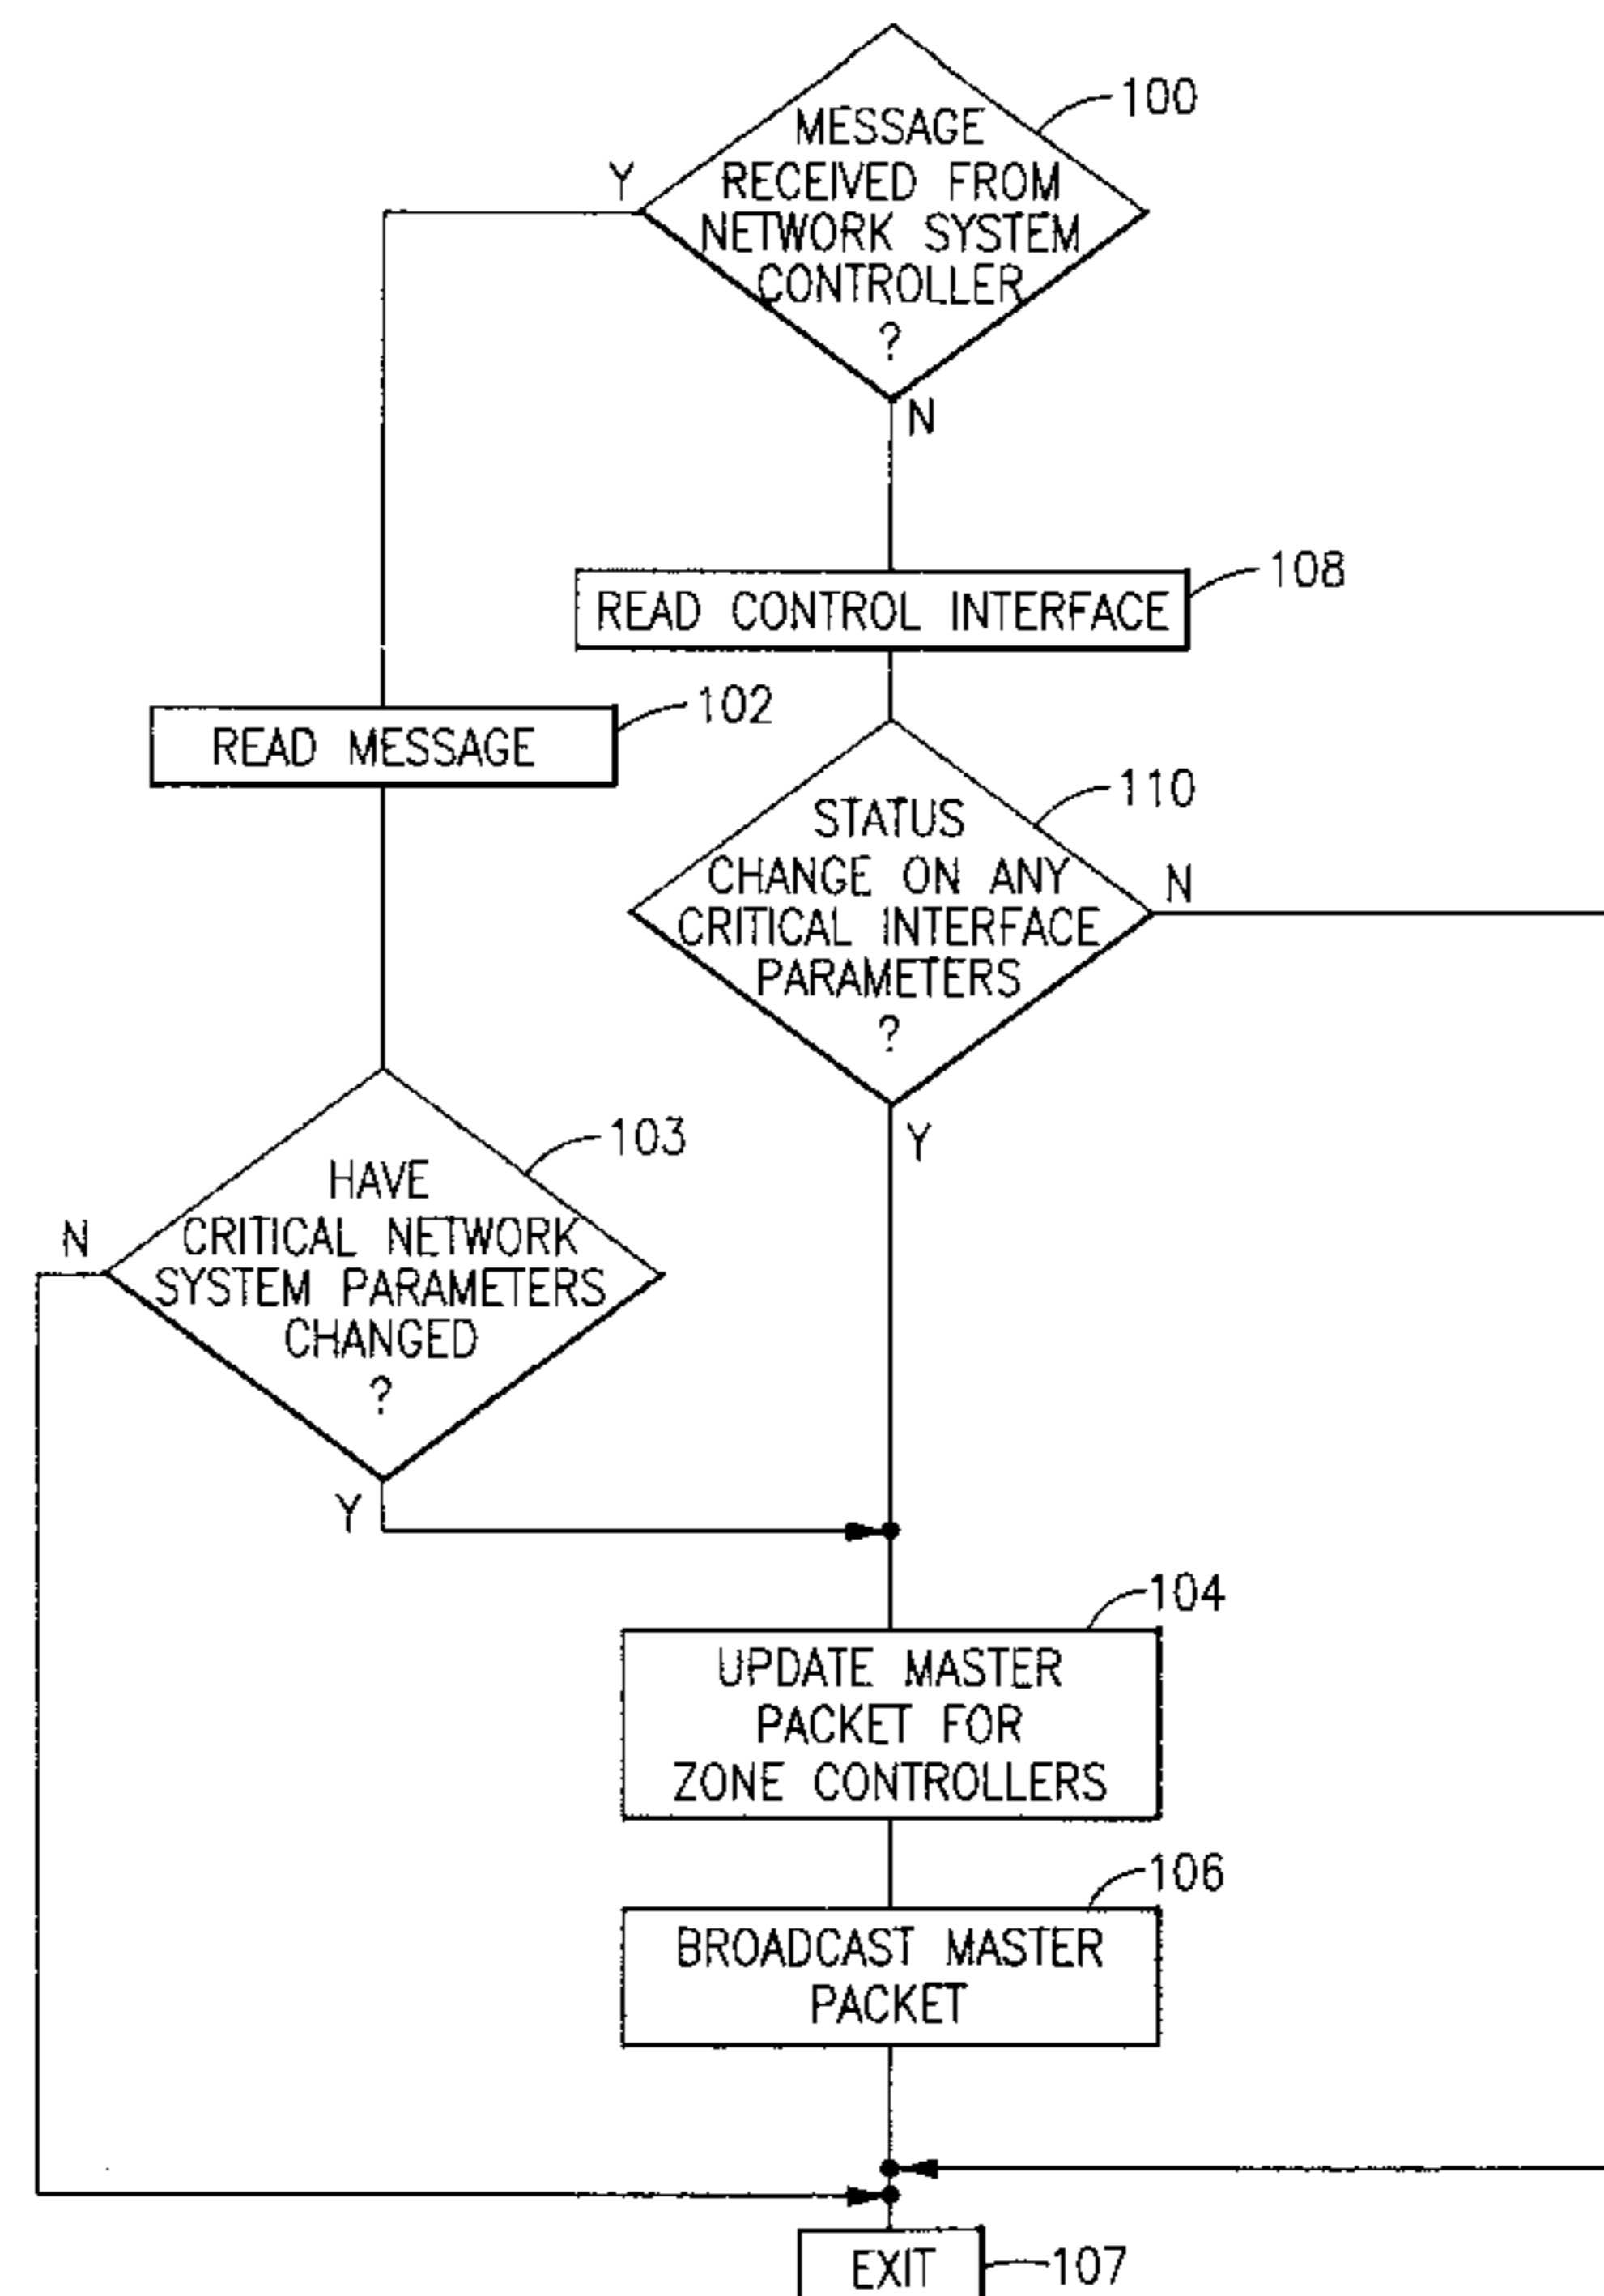 100
MESSAGE
RECEIVED FROM
NETWORK SYSTEM
CONTROLLER
?
Y
N
108
READ CONTROL INTERFACE
102
READ MESSAGE
110
STATUS
CHANGE ON ANY
CRITICAL INTERFACE
PARAMETERS
?
N
Y
103
HAVE
CRITICAL NETWORK
SYSTEM PARAMETERS
CHANGED
?
N
Y
104
UPDATE MASTER
PACKET FOR
ZONE CONTROLLERS
106
BROADCAST MASTER
PACKET
EXIT
107